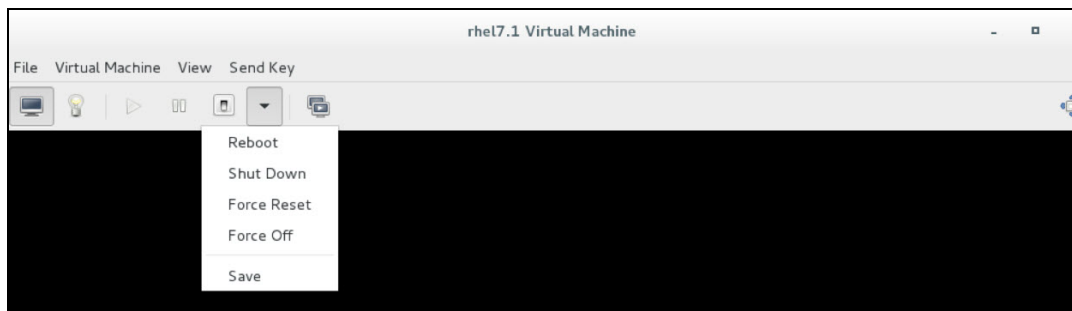 rhel7.1 Virtual Machine
File Virtual Machine View Send Key
Reboot
Shut Down
Force Reset
Force Off
Save